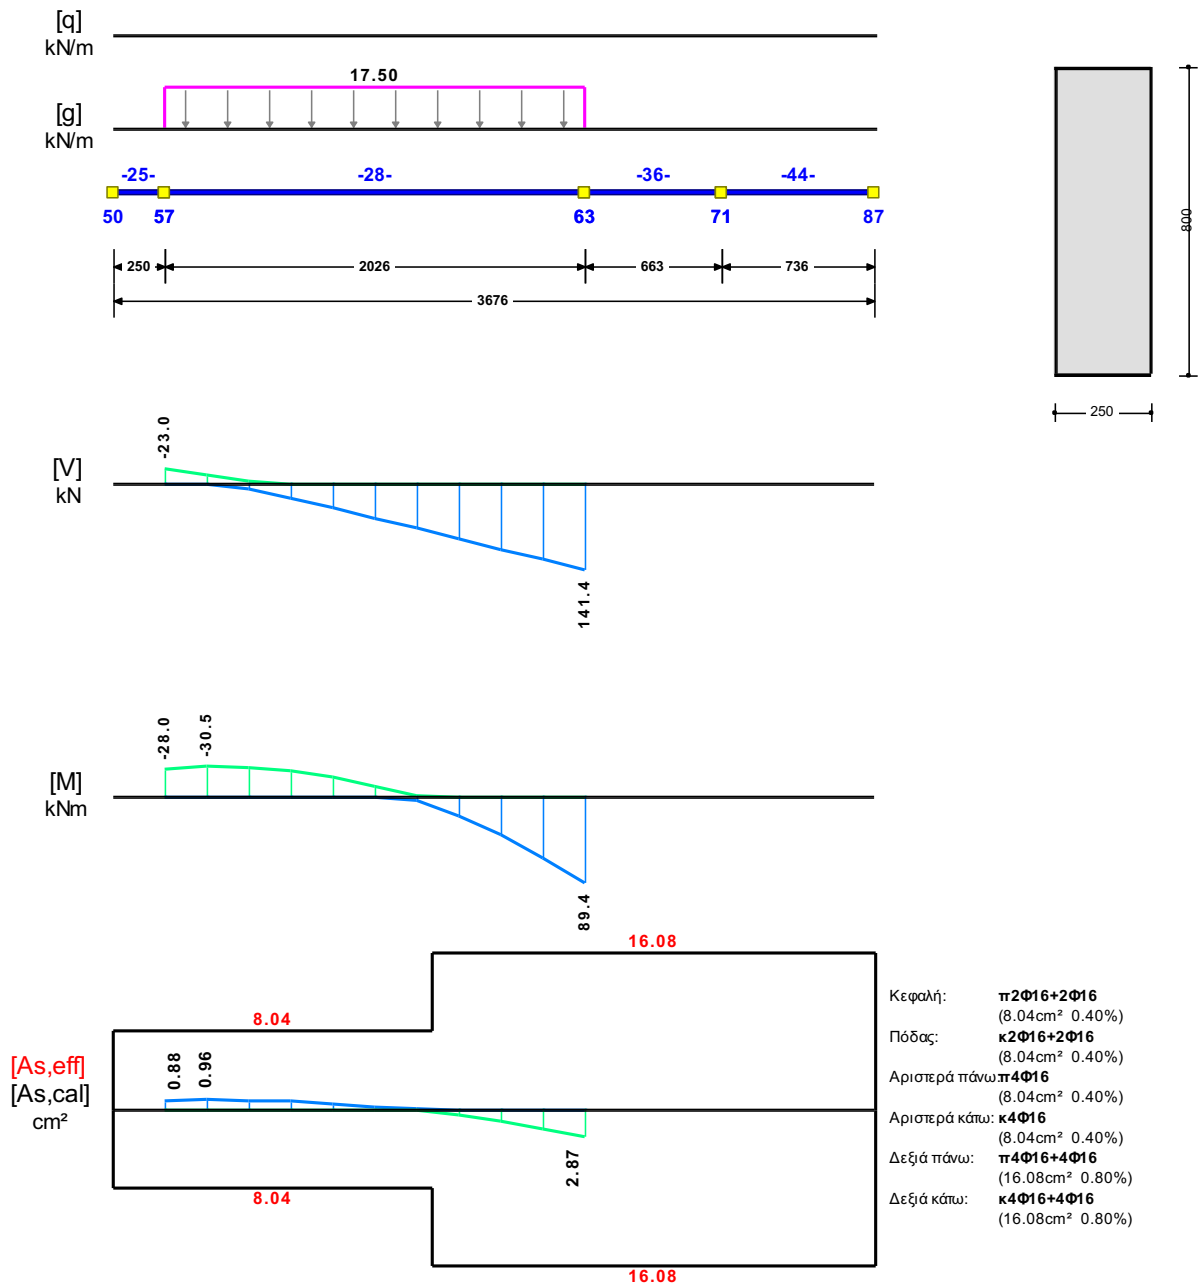 [q]
kN/m
17.50
[g]
kN/m
-25- -28- -36- -44-
50 57 63 71 87
250 2026 663 736
3676
800
250
-23.0
[V]
kN
141.4
-28.0 -30.5
[M]
kNm
89.4
16.08
8.04
[As,eff]
[As,cal]
cm²
0.88 0.96
2.87
8.04
16.08
Κεφαλή: π2Φ16+2Φ16
(8.04cm² 0.40%)
Πόδας: κ2Φ16+2Φ16
(8.04cm² 0.40%)
Αριστερά πάνω: π4Φ16
(8.04cm² 0.40%)
Αριστερά κάτω: κ4Φ16
(8.04cm² 0.40%)
Δεξιά πάνω: π4Φ16+4Φ16
(16.08cm² 0.80%)
Δεξιά κάτω: κ4Φ16+4Φ16
(16.08cm² 0.80%)